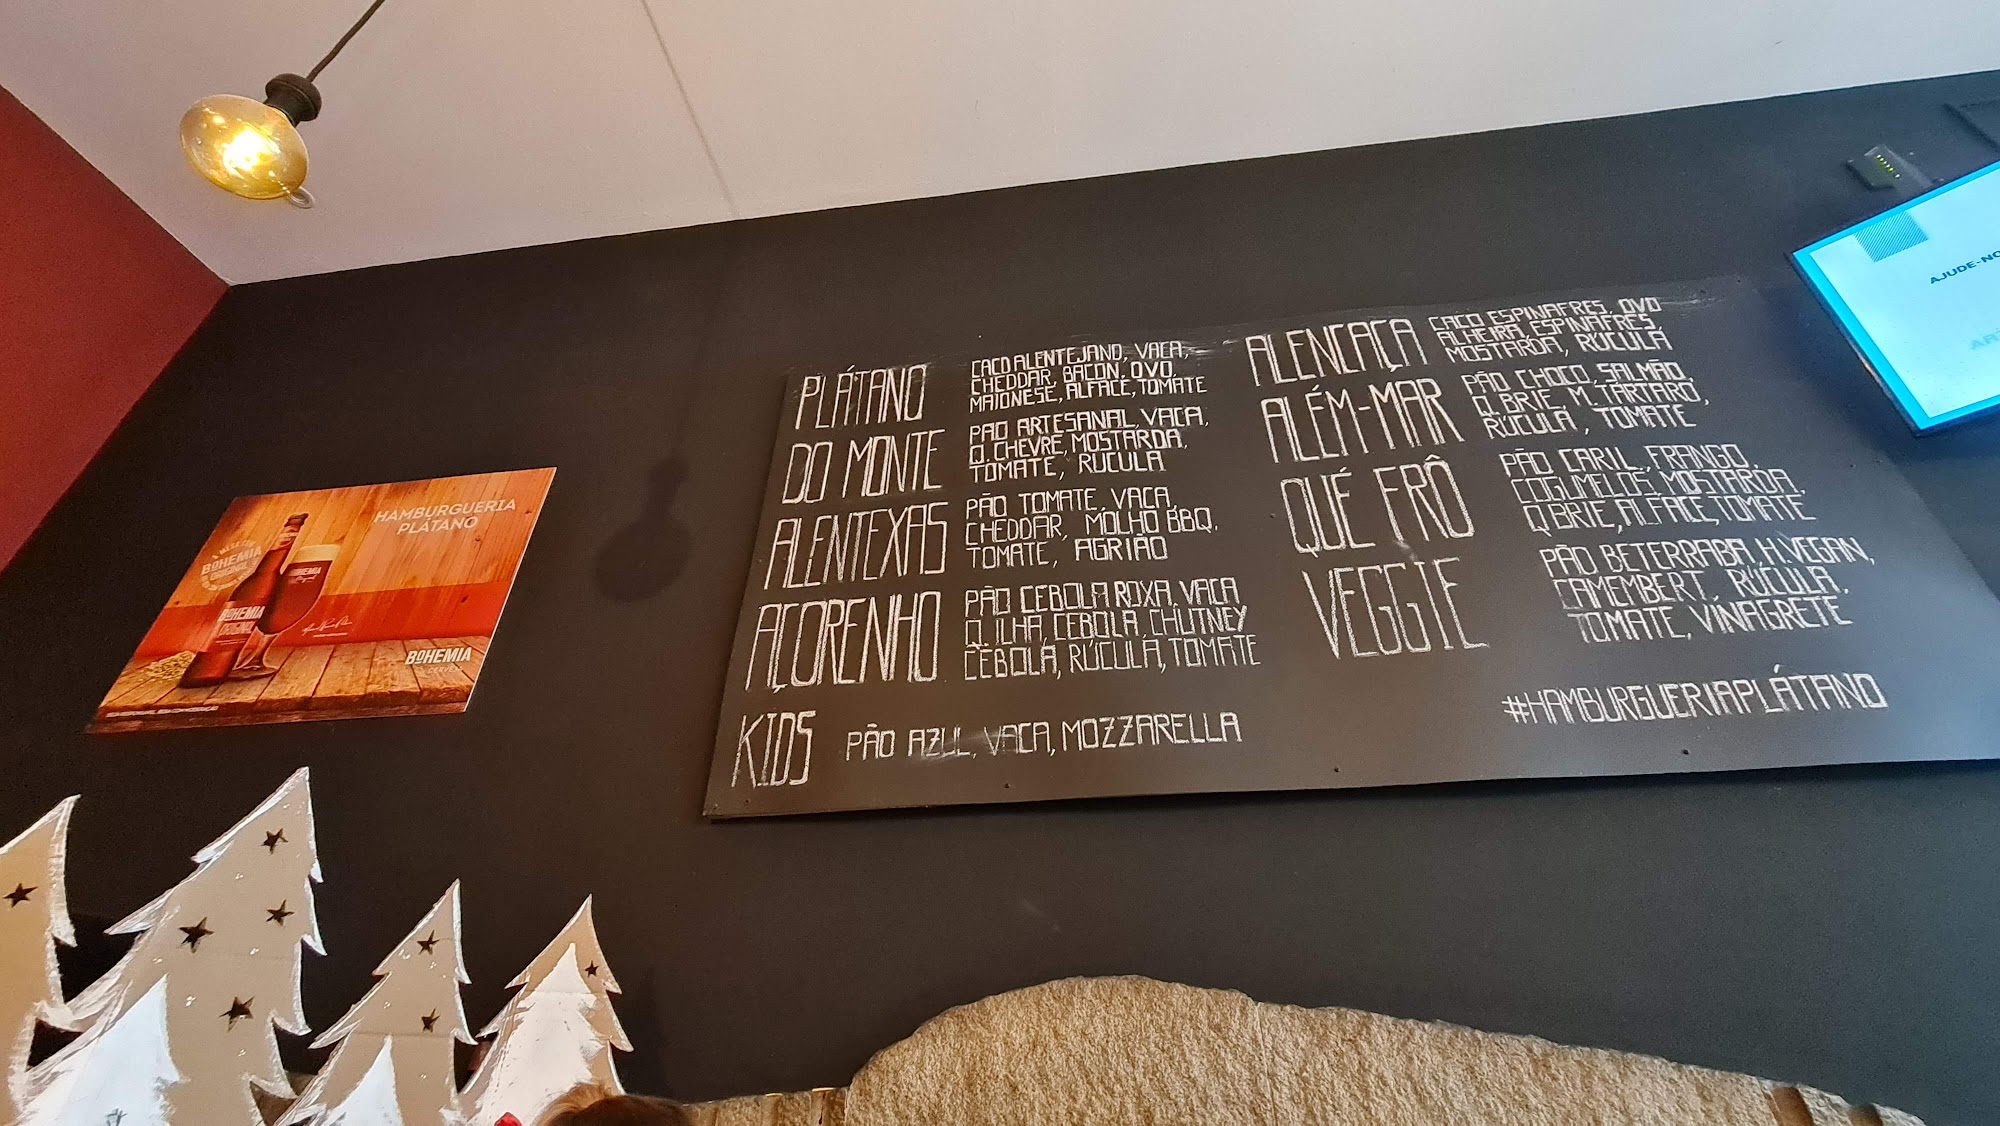 HAMBURGUERIA
PLÁTANO
BOHEMIA
ORIGINAL
BOHEMIA
BOHEMIA
ORIGINAL
BOHEMIA
PLÁTANO
CACO ALENTEJANO, VACA,
CHEDDAR, BACON, OVO,
MAIONESE, ALFACE, TOMATE
DO MONTE
PÃO ARTESANAL, VACA,
Q. CHEVRE, MOSTARDA,
TOMATE, RÚCULA
ALENTEXAS
PÃO TOMATE, VACA,
CHEDDAR, MOLHO BBQ,
TOMATE, AGRIÃO
AÇORENHO
PÃO CEBOLA ROXA, VACA
Q. ILHA, CEBOLA, CHUTNEY
CEBOLA, RÚCULA, TOMATE
KIDS
PÃO AZUL, VACA, MOZZARELLA
ALENCAÇA
CACO ESPINAFRES, OVO
ALHEIRA, ESPINAFRES,
MOSTARDA, RÚCULA
ALÉM-MAR
PÃO CHOCO, SALMÃO,
Q. BRIE, M. TÁRTARO,
RÚCULA, TOMATE
QUÉ FRÔ
PÃO CARIL, FRANGO,
COGUMELOS, MOSTARDA,
Q. BRIE, ALFACE, TOMATE
VEGGIE
PÃO BETERRABA, H. VEGAN,
CAMEMBERT, RÚCULA,
TOMATE, VINAGRETE
#HAMBURGUERIAPLÁTANO
AJUDE-NO